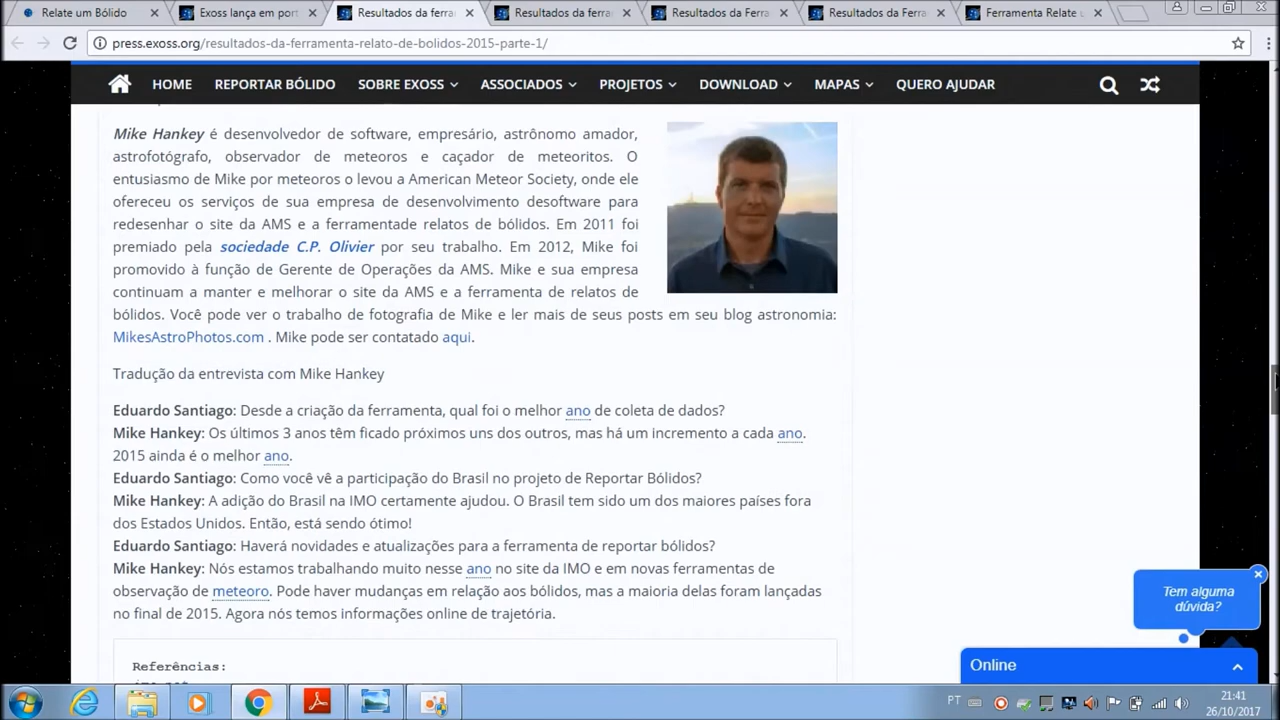 Relate um Bólido
Exoss lança em port
Resultados da ferra
Resultados da ferra
Resultados da Ferra
Resultados da Ferra
Ferramenta Relate u
press.exoss.org/resultados-da-ferramenta-relato-de-bolidos-2015-parte-1/
HOME
REPORTAR BÓLIDO
SOBRE EXOSS
ASSOCIADOS
PROJETOS
DOWNLOAD
MAPAS
QUERO AJUDAR
Mike Hankey é desenvolvedor de software, empresário, astrônomo amador,
astrofotógrafo, observador de meteoros e caçador de meteoritos. O
entusiasmo de Mike por meteoros o levou a American Meteor Society, onde ele
ofereceu os serviços de sua empresa de desenvolvimento desoftware para
redesenhar o site da AMS e a ferramentade relatos de bólidos. Em 2011 foi
premiado pela sociedade C.P. Olivier por seu trabalho. Em 2012, Mike foi
promovido à função de Gerente de Operações da AMS. Mike e sua empresa
continuam a manter e melhorar o site da AMS e a ferramenta de relatos de
bólidos. Você pode ver o trabalho de fotografia de Mike e ler mais de seus posts em seu blog astronomia:
MikesAstroPhotos.com . Mike pode ser contatado aqui.
Tradução da entrevista com Mike Hankey
Eduardo Santiago: Desde a criação da ferramenta, qual foi o melhor ano de coleta de dados?
Mike Hankey: Os últimos 3 anos têm ficado próximos uns dos outros, mas há um incremento a cada ano.
2015 ainda é o melhor ano.
Eduardo Santiago: Como você vê a participação do Brasil no projeto de Reportar Bólidos?
Mike Hankey: A adição do Brasil na IMO certamente ajudou. O Brasil tem sido um dos maiores países fora
dos Estados Unidos. Então, está sendo ótimo!
Eduardo Santiago: Haverá novidades e atualizações para a ferramenta de reportar bólidos?
Mike Hankey: Nós estamos trabalhando muito nesse ano no site da IMO e em novas ferramentas de
observação de meteoro. Pode haver mudanças em relação aos bólidos, mas a maioria delas foram lançadas
no final de 2015. Agora nós temos informações online de trajetória.
Referências:
Tem alguma
dúvida?
Online
PT
21:41
26/10/2017